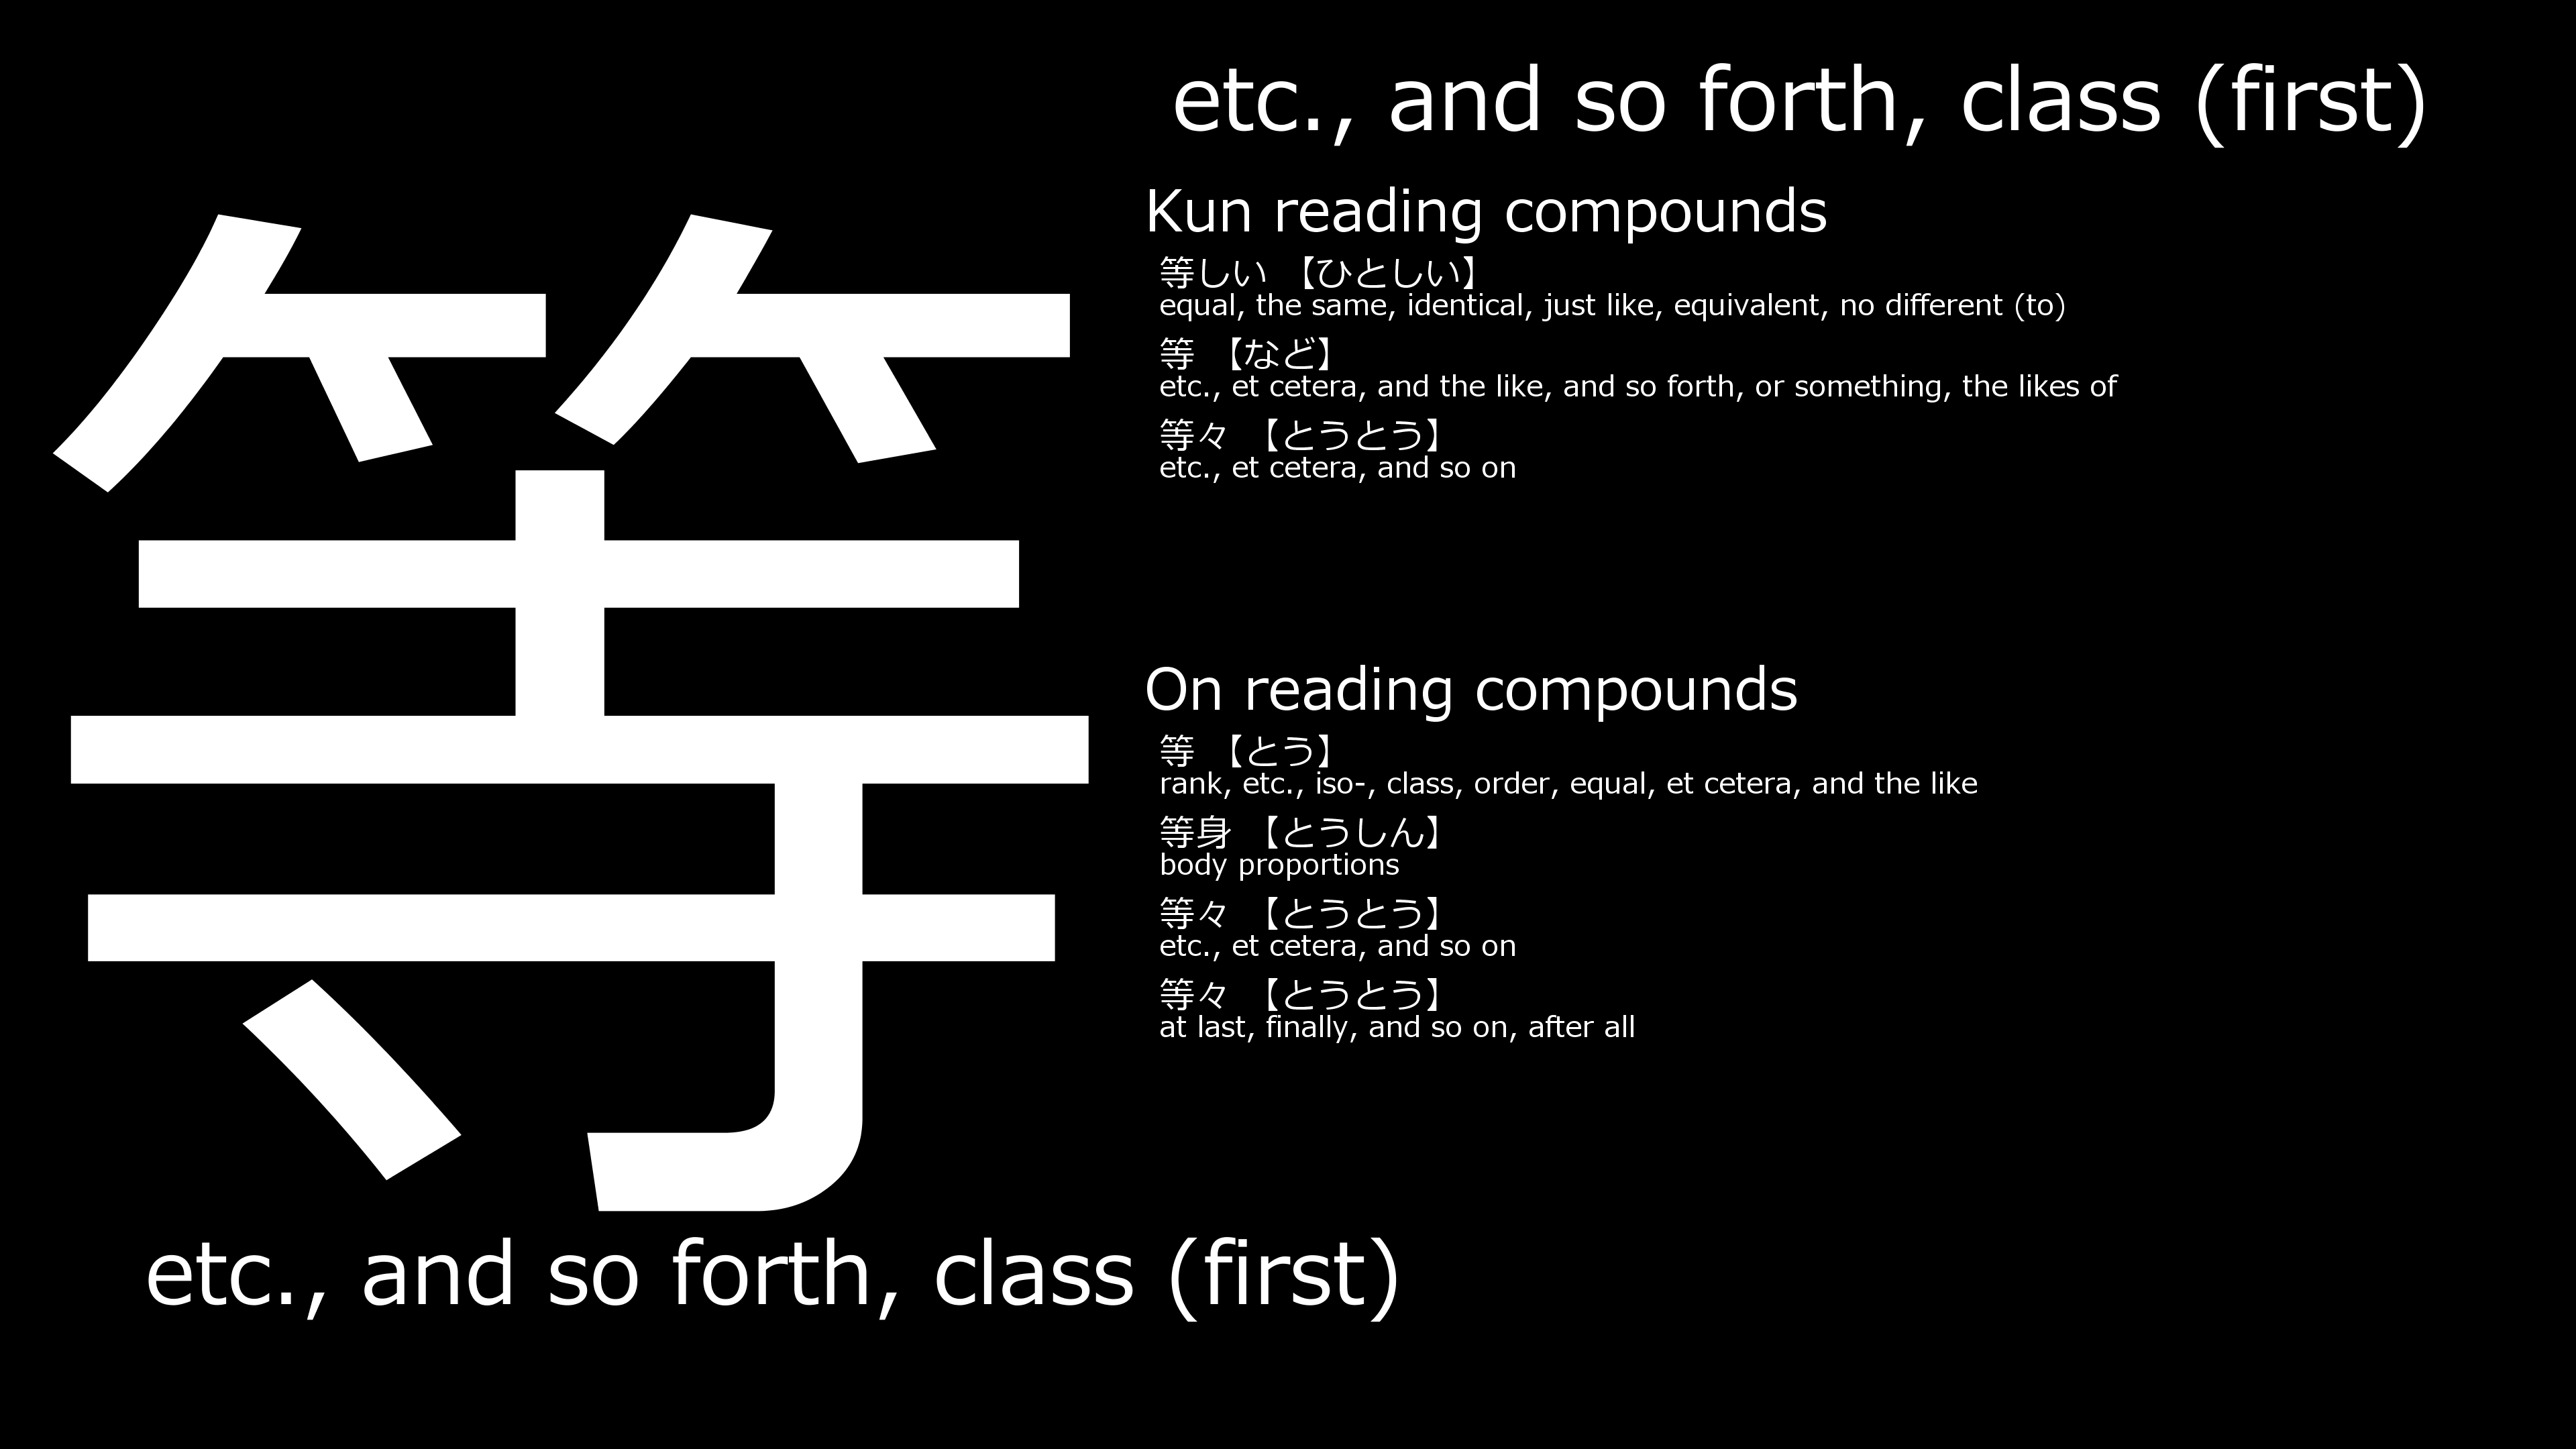 等
etc., and so forth, class (first)
etc., and so forth, class (first)
Kun reading compounds
等しい 【ひとしい】
equal, the same, identical, just like, equivalent, no different (to)
等 【など】
etc., et cetera, and the like, and so forth, or something, the likes of
等々 【とうとう】
etc., et cetera, and so on
On reading compounds
等 【とう】
rank, etc., iso-, class, order, equal, et cetera, and the like
等身 【とうしん】
body proportions
等々 【とうとう】
etc., et cetera, and so on
等々 【とうとう】
at last, finally, and so on, after all